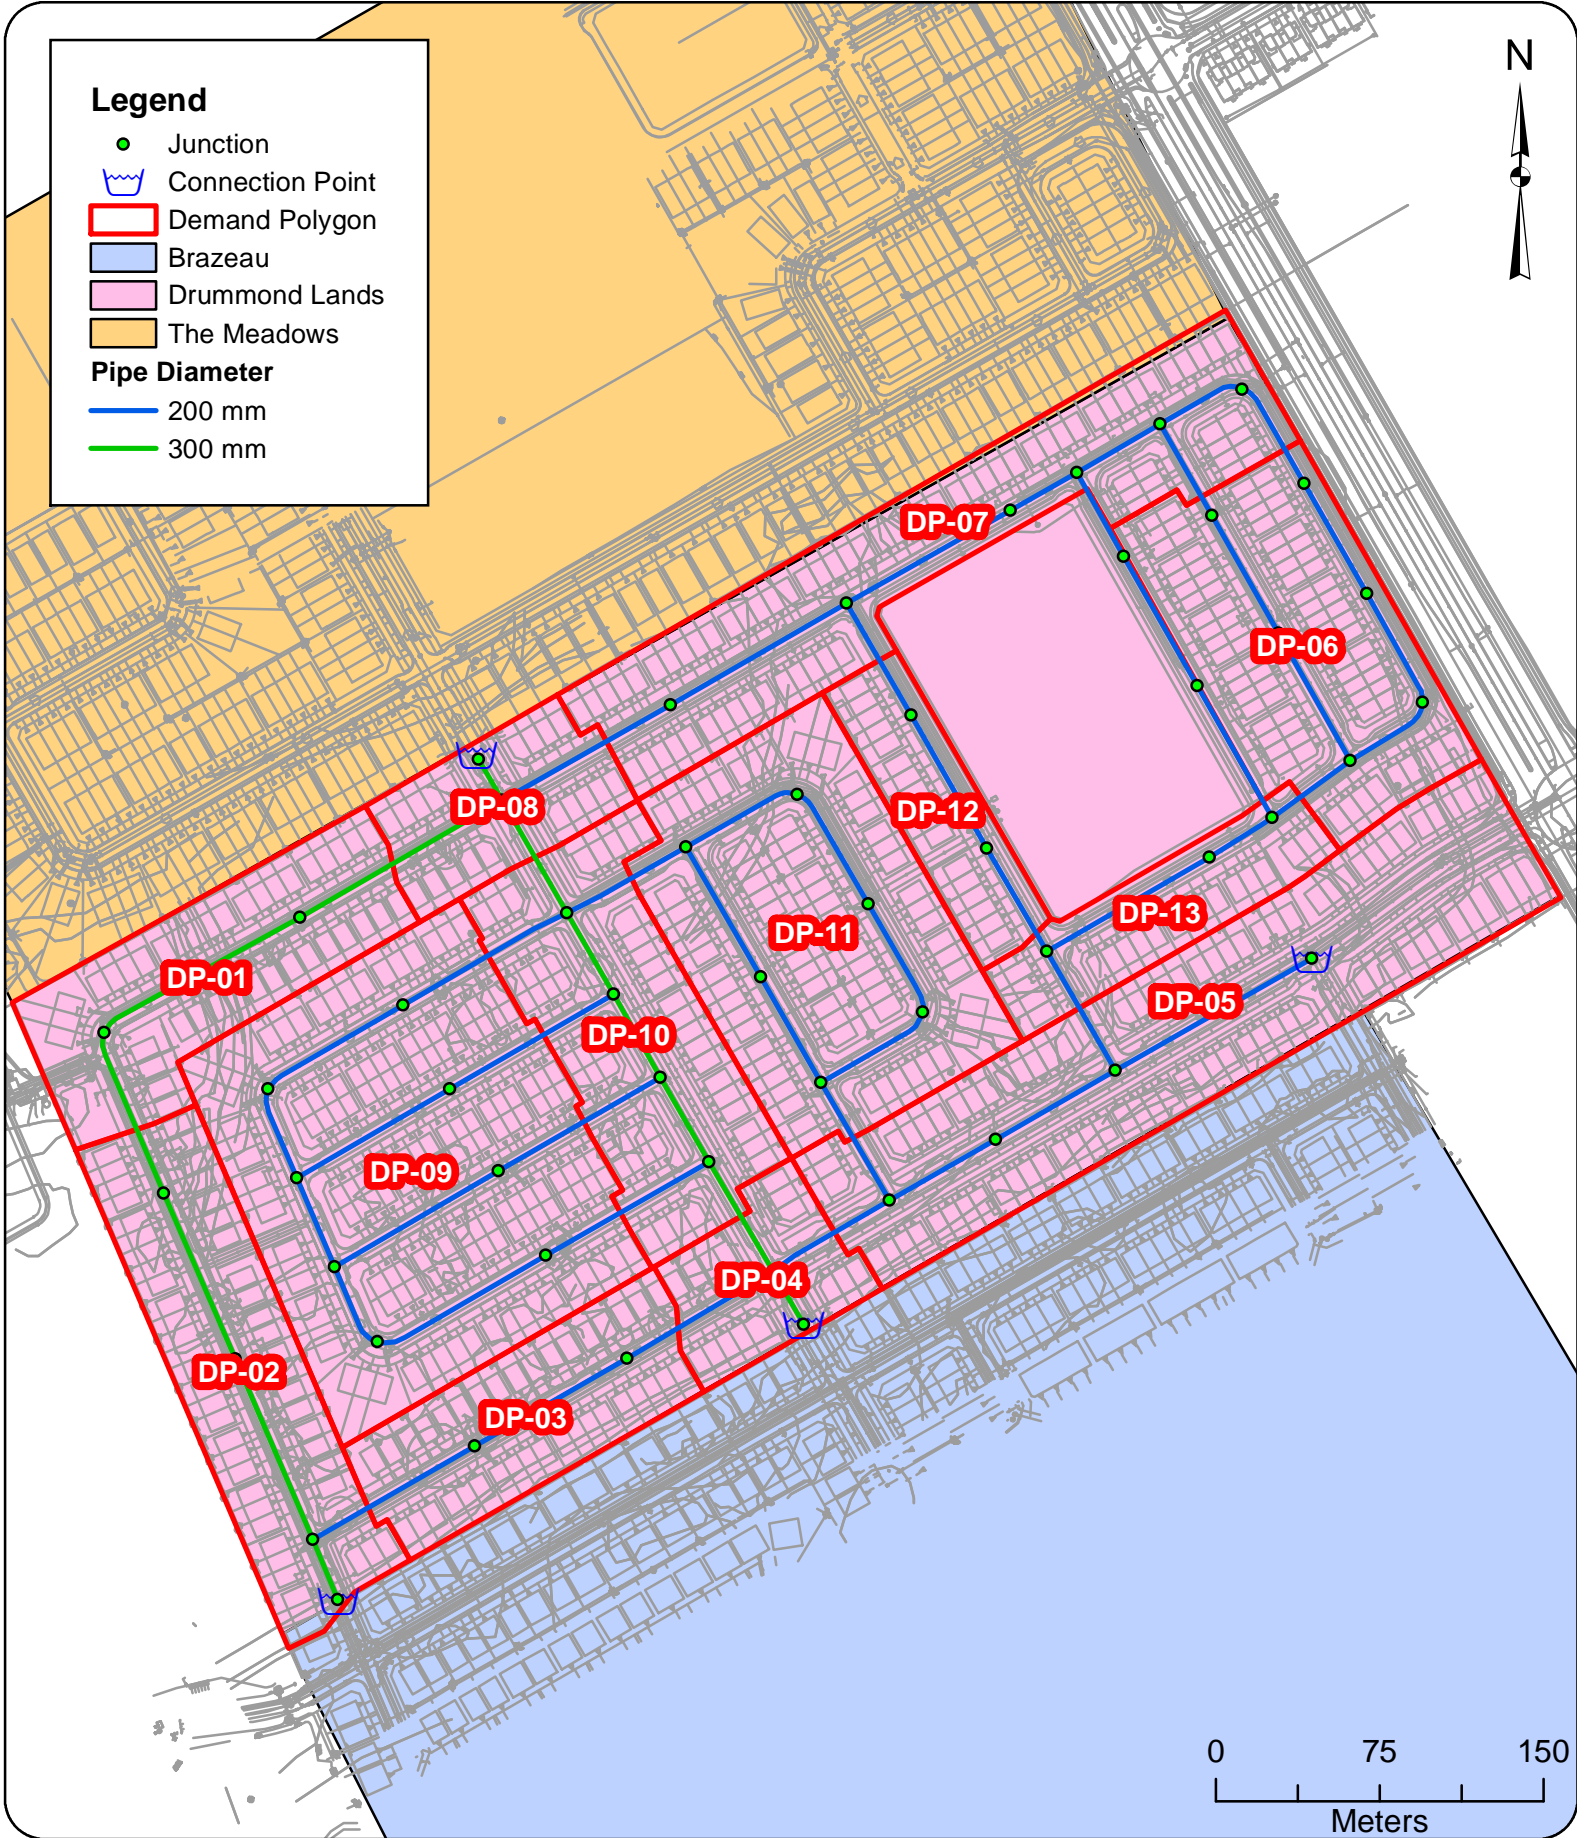 Legend
Junction
Connection Point
Demand Polygon
Brazeau
Drummond Lands
The Meadows
Pipe Diameter
200 mm
300 mm
N
DP-07
DP-06
DP-08
DP-12
DP-13
DP-11
DP-01
DP-05
DP-10
DP-09
DP-04
DP-02
DP-03
0 75 150
Meters